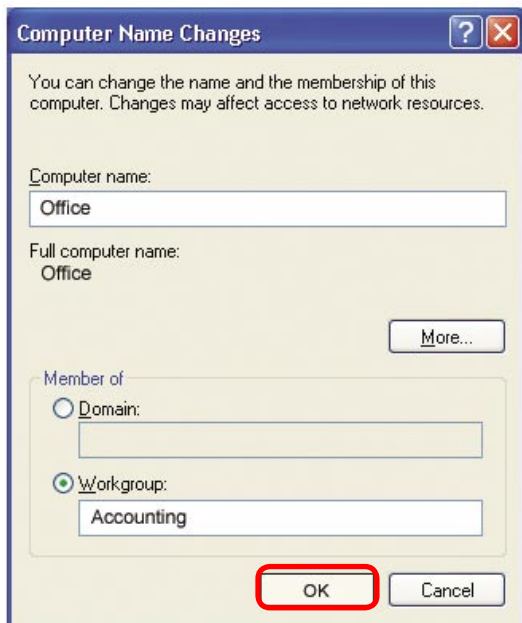 Computer Name Changes
You can change the name and the membership of this
computer. Changes may affect access to network resources.
Computer name:
Office
Full computer name:
Office
More...
Member of
Domain:
Workgroup:
Accounting
OK
Cancel